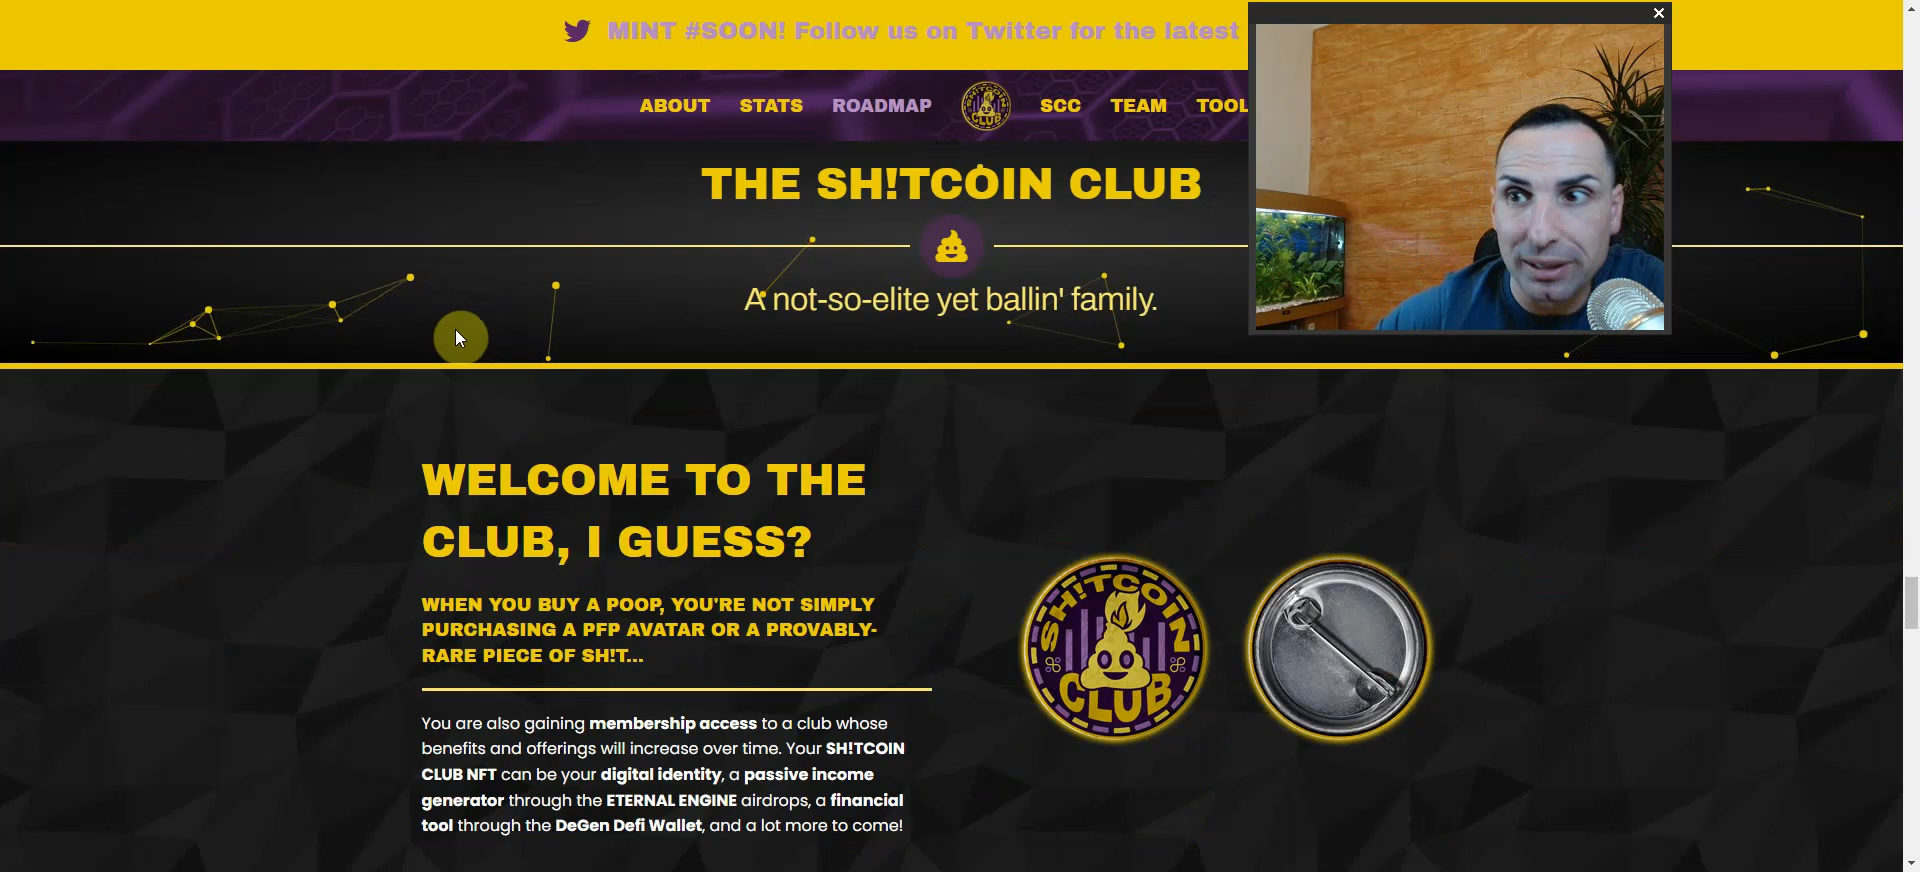 MINT #SOON! Follow us on Twitter for the latest
ABOUT STATS ROADMAP SH!TCOIN CLUB SCC TEAM TOOL
THE SH!TCOIN CLUB
A not-so-elite yet ballin' family.
WELCOME TO THE
CLUB, I GUESS?
WHEN YOU BUY A POOP, YOU'RE NOT SIMPLY
PURCHASING A PFP AVATAR OR A PROVABLY-
RARE PIECE OF SH!T...
SH!TCOIN
CLUB
You are also gaining membership access to a club whose
benefits and offerings will increase over time. Your SH!TCOIN
CLUB NFT can be your digital identity, a passive income
generator through the ETERNAL ENGINE airdrops, a financial
tool through the DeGen Defi Wallet, and a lot more to come!